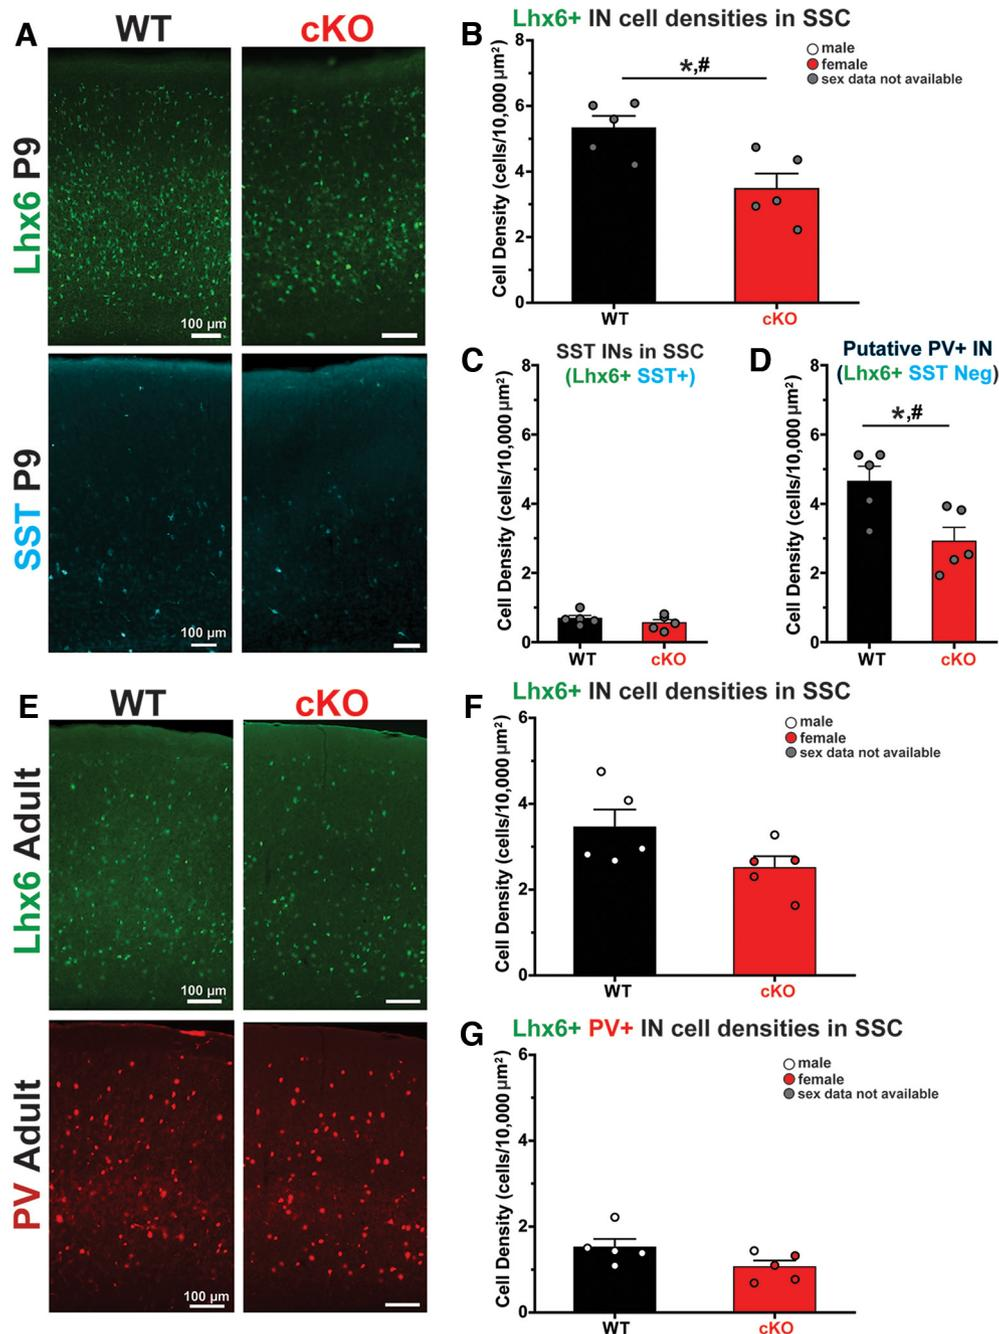 A
WT
cKO
Lhx6 P9
100 µm
SST P9
100 µm
B
Lhx6+ IN cell densities in SSC
Cell Density (cells/10,000 µm²)
8
6
4
2
0
*,#
male
female
sex data not available
WT
cKO
C
SST INs in SSC
(Lhx6+ SST+)
Cell Density (cells/10,000 µm²)
8
6
4
2
0
WT
cKO
D
Putative PV+ IN
(Lhx6+ SST Neg)
Cell Density (cells/10,000 µm²)
8
6
4
2
0
*,#
WT
cKO
E
WT
cKO
Lhx6 Adult
100 µm
PV Adult
100 µm
F
Lhx6+ IN cell densities in SSC
Cell Density (cells/10,000 µm²)
6
4
2
0
male
female
sex data not available
WT
cKO
G
Lhx6+ PV+ IN cell densities in SSC
Cell Density (cells/10,000 µm²)
6
4
2
0
male
female
sex data not available
WT
cKO